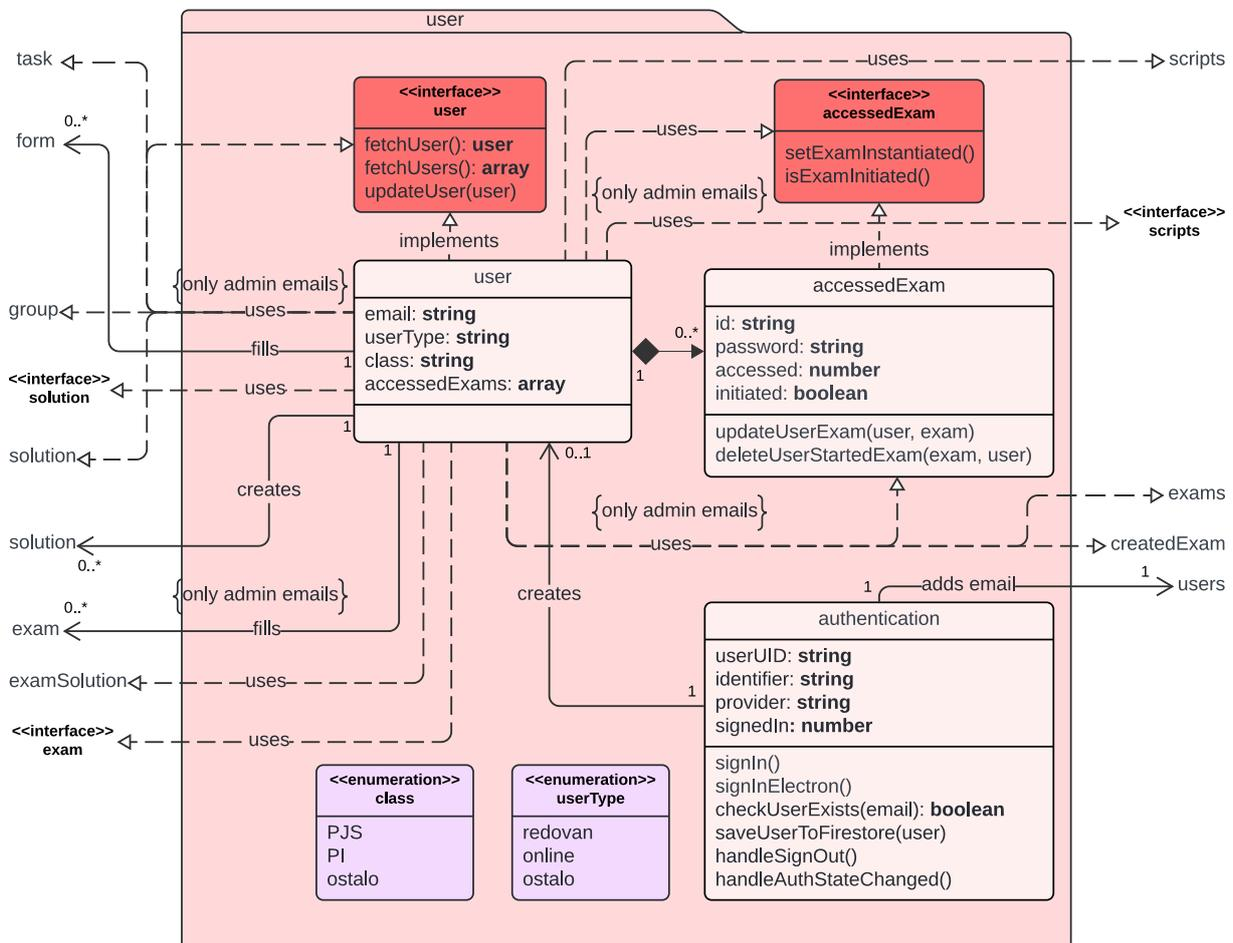 user
task
uses
scripts
<<interface>>
user
fetchUser(): user
fetchUsers(): array
updateUser(user)
<<interface>>
accessedExam
setExamInstantiated()
isExamInitiated()
0..*
form
uses
{only admin emails}
uses
<<interface>>
scripts
implements
implements
{only admin emails}
group
uses
fills
1
<<interface>>
solution
uses
solution
1
user
email: string
userType: string
class: string
accessedExams: array
0..*
1
accessedExam
id: string
password: string
accessed: number
initiated: boolean
updateUserExam(user, exam)
deleteUserStartedExam(exam, user)
1
0..1
creates
{only admin emails}
uses
exams
createdExam
solution
0..*
{only admin emails}
0..*
exam
fills
creates
1
adds email
1
users
examSolution
uses
<<interface>>
exam
uses
1
authentication
userUID: string
identifier: string
provider: string
signedIn: number
signIn()
signInElectron()
checkUserExists(email): boolean
saveUserToFirestore(user)
handleSignOut()
handleAuthStateChanged()
<<enumeration>>
class
PJS
PI
ostalo
<<enumeration>>
userType
redovan
online
ostalo